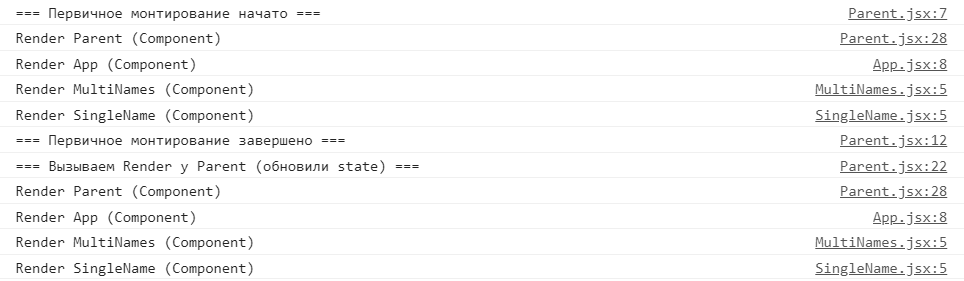 === Первичное монтирование начато === Parent.jsx:7
Render Parent (Component) Parent.jsx:28
Render App (Component) App.jsx:8
Render MultiNames (Component) MultiNames.jsx:5
Render SingleName (Component) SingleName.jsx:5
=== Первичное монтирование завершено === Parent.jsx:12
=== Вызываем Render у Parent (обновили state) === Parent.jsx:22
Render Parent (Component) Parent.jsx:28
Render App (Component) App.jsx:8
Render MultiNames (Component) MultiNames.jsx:5
Render SingleName (Component) SingleName.jsx:5